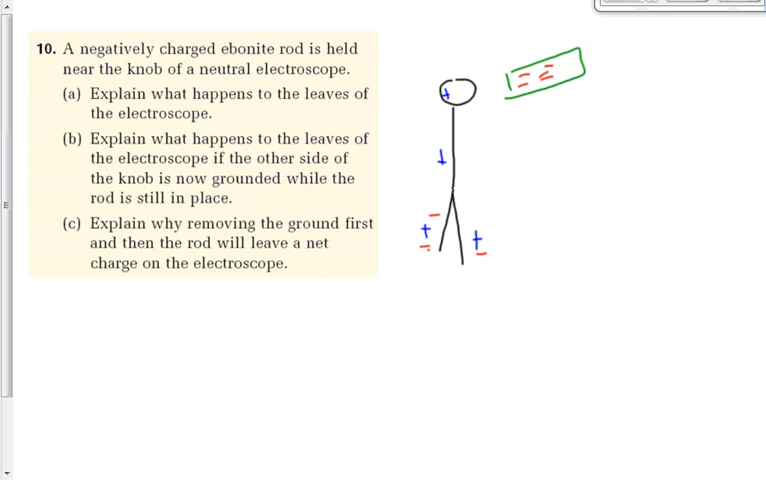 10. A negatively charged ebonite rod is held
near the knob of a neutral electroscope.
(a) Explain what happens to the leaves of
the electroscope.
(b) Explain what happens to the leaves of
the electroscope if the other side of
the knob is now grounded while the
rod is still in place.
(c) Explain why removing the ground first
and then the rod will leave a net
charge on the electroscope.